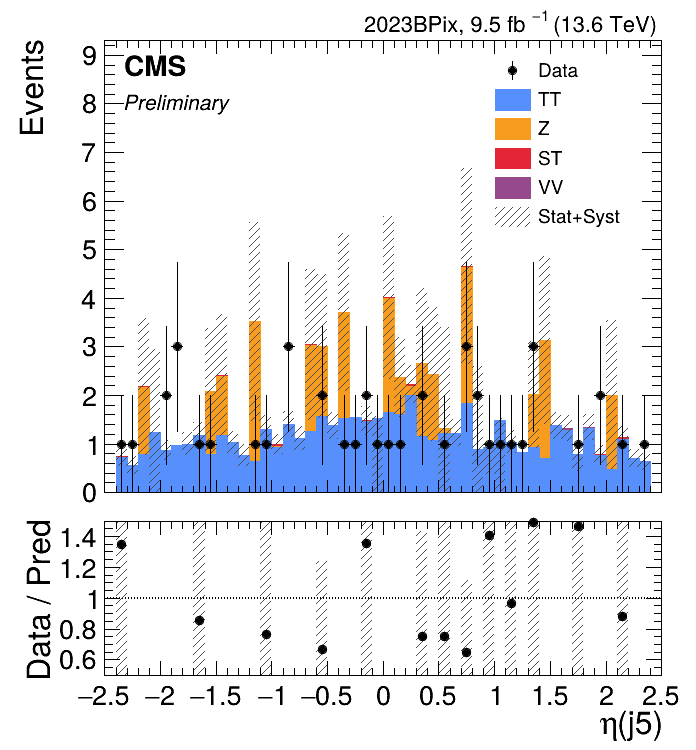 2023BPix, 9.5 fb⁻¹ (13.6 TeV)
Events
CMS
Preliminary
Data
TT
Z
ST
VV
Stat+Syst
9
8
7
6
5
4
3
2
1
0
Data / Pred
1.4
1.2
1
0.8
0.6
−2.5 −2 −1.5 −1 −0.5 0 0.5 1 1.5 2 2.5
η(j5)